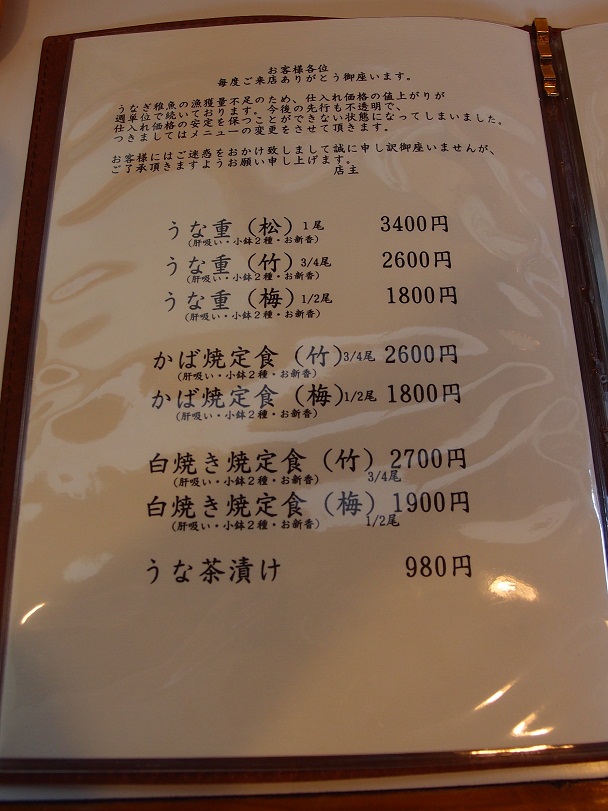 お客様各位
毎度ご来店ありがとう御座います。
うなぎ稚魚の漁獲量不足のため、仕入れ価格の値上がりが
週単位で続いております。今後の先行も不透明で、
仕入れ価格の安定を保つことができない状態になってしまいました。
つきましてはメニューの変更をさせて頂きます。
お客様にはご迷惑をおかけ致しまして誠に申し訳御座いませんが、
ご了承頂きますようお願い申し上げます。
店主
うな重（松）1尾 3400円
（肝吸い・小鉢２種・お新香）
うな重（竹）3/4尾 2600円
（肝吸い・小鉢２種・お新香）
うな重（梅）1/2尾 1800円
（肝吸い・小鉢２種・お新香）
かば焼定食（竹）3/4尾 2600円
（肝吸い・小鉢２種・お新香）
かば焼定食（梅）1/2尾 1800円
（肝吸い・小鉢２種・お新香）
白焼き焼定食（竹）2700円
（肝吸い・小鉢２種・お新香） 3/4尾
白焼き焼定食（梅）1900円
（肝吸い・小鉢２種・お新香） 1/2尾
うな茶漬け 980円